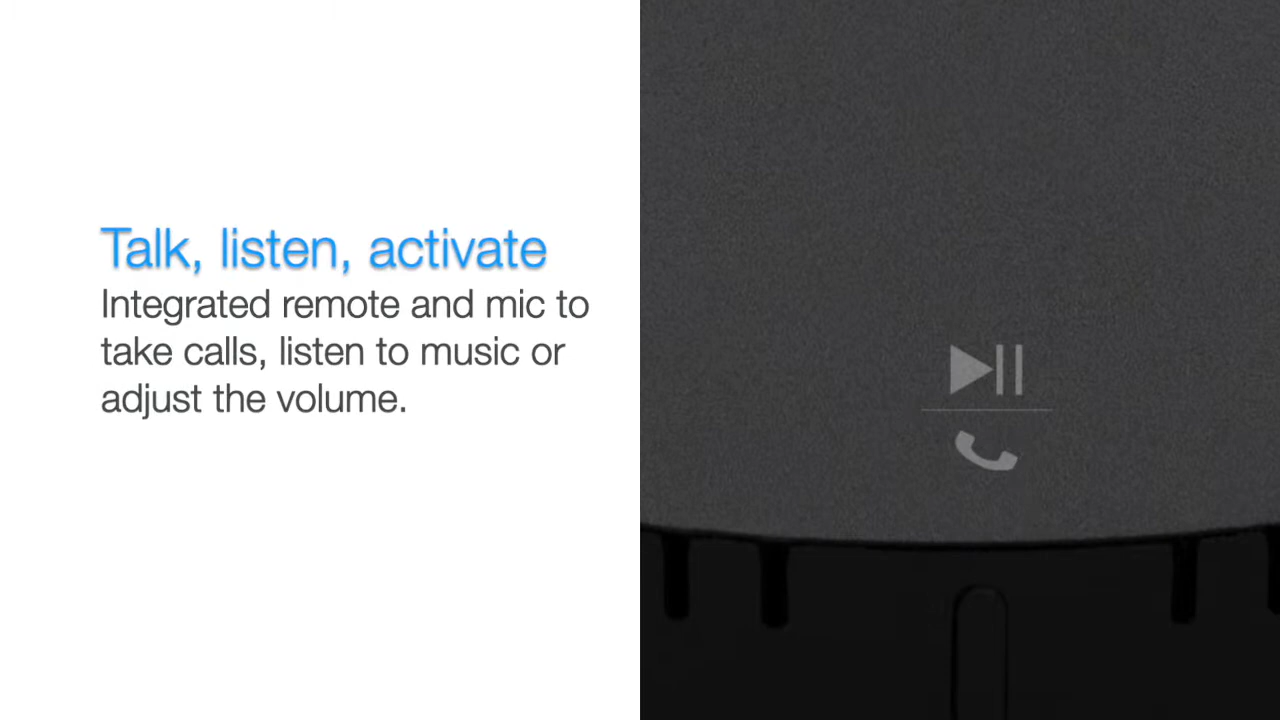 Talk, listen, activate
Integrated remote and mic to
take calls, listen to music or
adjust the volume.